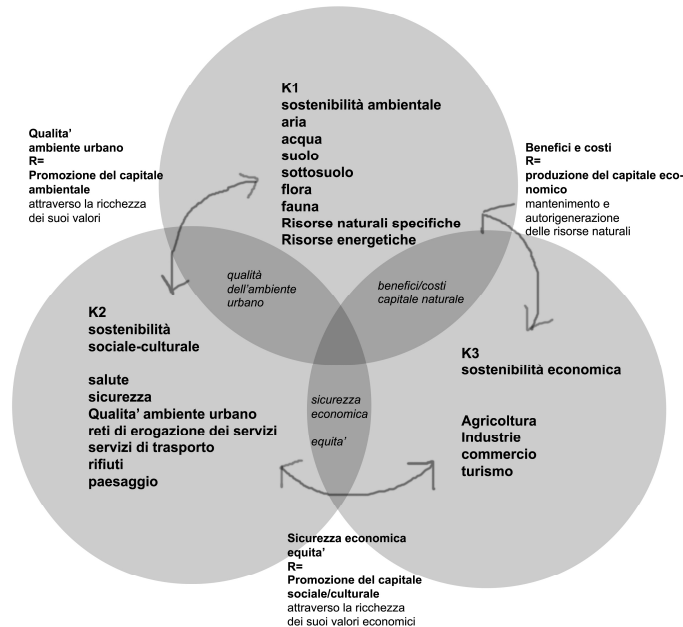 K1
sostenibilità ambientale
aria
acqua
suolo
sottosuolo
flora
fauna
Risorse naturali specifiche
Risorse energetiche
Qualita'
ambiente urbano
R=
Promozione del capitale
ambientale
attraverso la ricchezza
dei suoi valori
Benefici e costi
R=
produzione del capitale eco-
nomico
mantenimento e
autorigenerazione
delle risorse naturali
qualità
dell'ambiente
urbano
benefici/costi
capitale naturale
K2
sostenibilità
sociale-culturale
salute
sicurezza
Qualita' ambiente urbano
reti di erogazione dei servizi
servizi di trasporto
rifiuti
paesaggio
sicurezza
economica
equita'
K3
sostenibilità economica
Agricoltura
Industrie
commercio
turismo
Sicurezza economica
equita'
R=
Promozione del capitale
sociale/culturale
attraverso la ricchezza
dei suoi valori economici